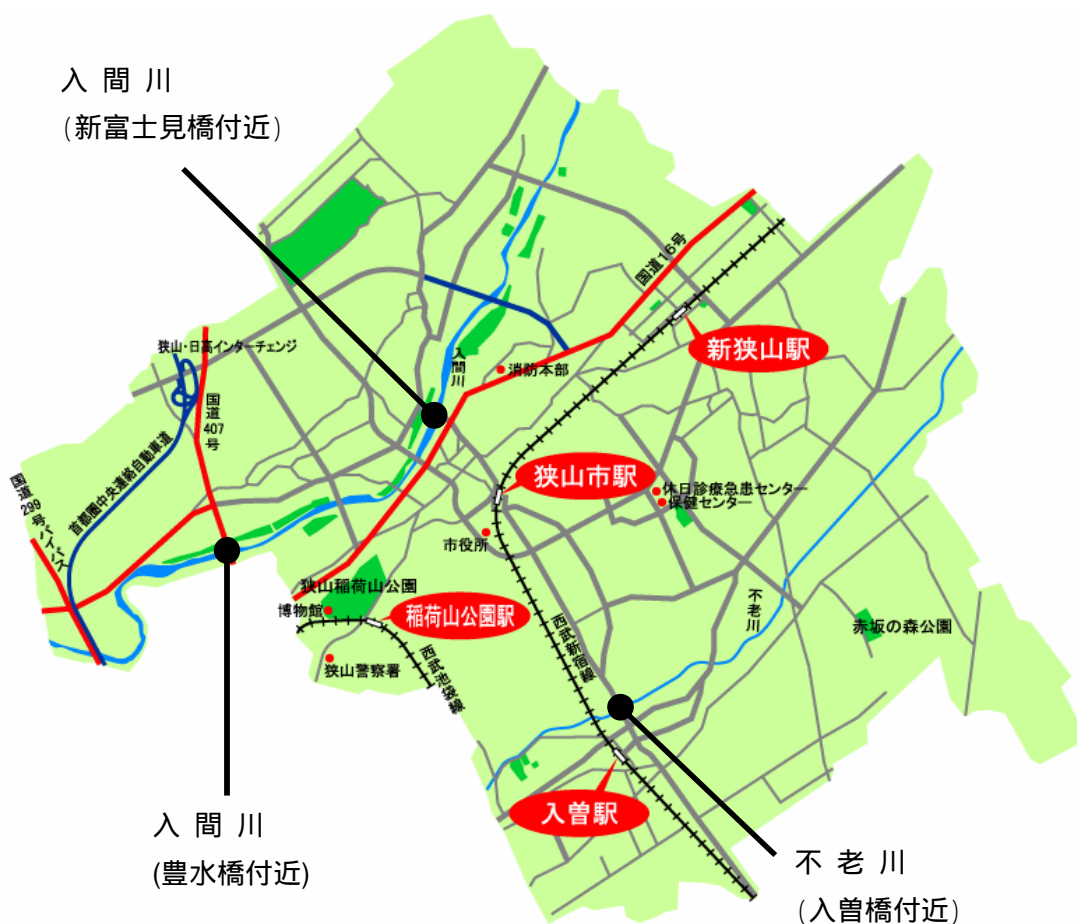 入間川
(新富士見橋付近)
国道16号
新狭山駅
狭山・日高インターチェンジ
入間川
消防本部
国道407号
首都圏中央連絡自動車道
国道299号バイパス
狭山市駅
休日診療急患センター
保健センター
市役所
狭山稲荷山公園
博物館
稲荷山公園駅
狭山警察署
西武池袋線
西武新宿線
不老川
赤坂の森公園
入曽駅
入間川
(豊水橋付近)
不老川
(入曽橋付近)